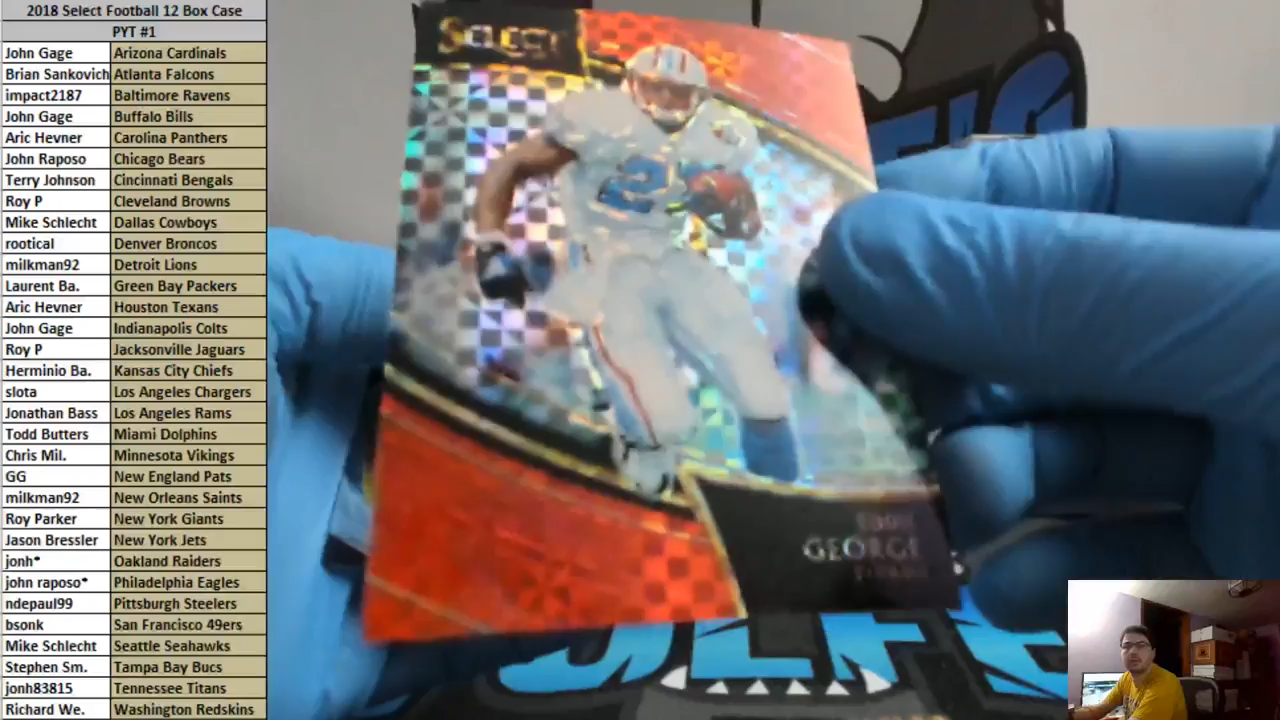 2018 Select Football 12 Box Case
PYT #1
John Gage Arizona Cardinals
Brian Sankovich Atlanta Falcons
impact2187 Baltimore Ravens
John Gage Buffalo Bills
Aric Hevner Carolina Panthers
John Raposo Chicago Bears
Terry Johnson Cincinnati Bengals
Roy P Cleveland Browns
Mike Schlecht Dallas Cowboys
rootical Denver Broncos
milkman92 Detroit Lions
Laurent Ba. Green Bay Packers
Aric Hevner Houston Texans
John Gage Indianapolis Colts
Roy P Jacksonville Jaguars
Herminio Ba. Kansas City Chiefs
slota Los Angeles Chargers
Jonathan Bass Los Angeles Rams
Todd Butters Miami Dolphins
Chris Mil. Minnesota Vikings
GG New England Pats
milkman92 New Orleans Saints
Roy Parker New York Giants
Jason Bressler New York Jets
jonh* Oakland Raiders
john raposo* Philadelphia Eagles
ndepaul99 Pittsburgh Steelers
bsonk San Francisco 49ers
Mike Schlecht Seattle Seahawks
Stephen Sm. Tampa Bay Bucs
jonh83815 Tennessee Titans
Richard We. Washington Redskins
Select
2
GEORGE